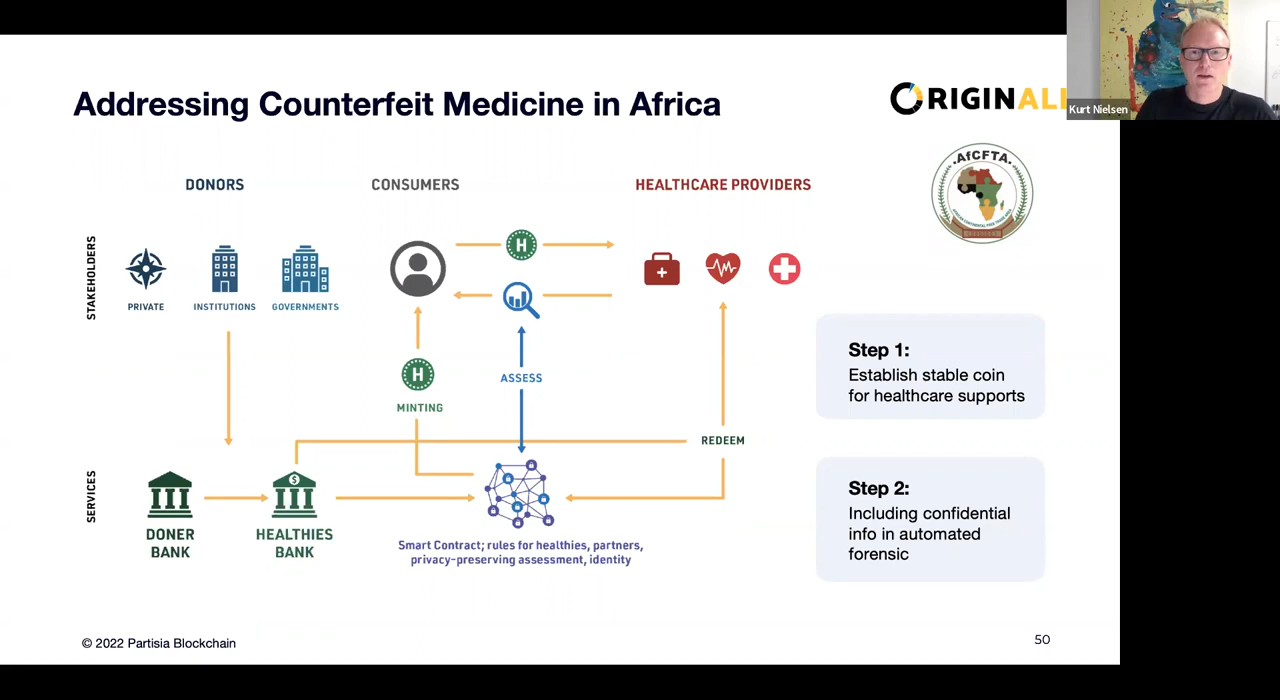 Addressing Counterfeit Medicine in Africa
ORIGINALL
Kurt Nielsen
AfCFTA
DONORS
CONSUMERS
HEALTHCARE PROVIDERS
STAKEHOLDERS
H
PRIVATE
INSTITUTIONS
GOVERNMENTS
H
ASSESS
MINTING
REDEEM
Step 1:
Establish stable coin
for healthcare supports
SERVICES
$
DONER
BANK
HEALTHIES
BANK
Smart Contract; rules for healthies, partners,
privacy-preserving assessment, identity
Step 2:
Including confidential
info in automated
forensic
© 2022 Partisia Blockchain
50